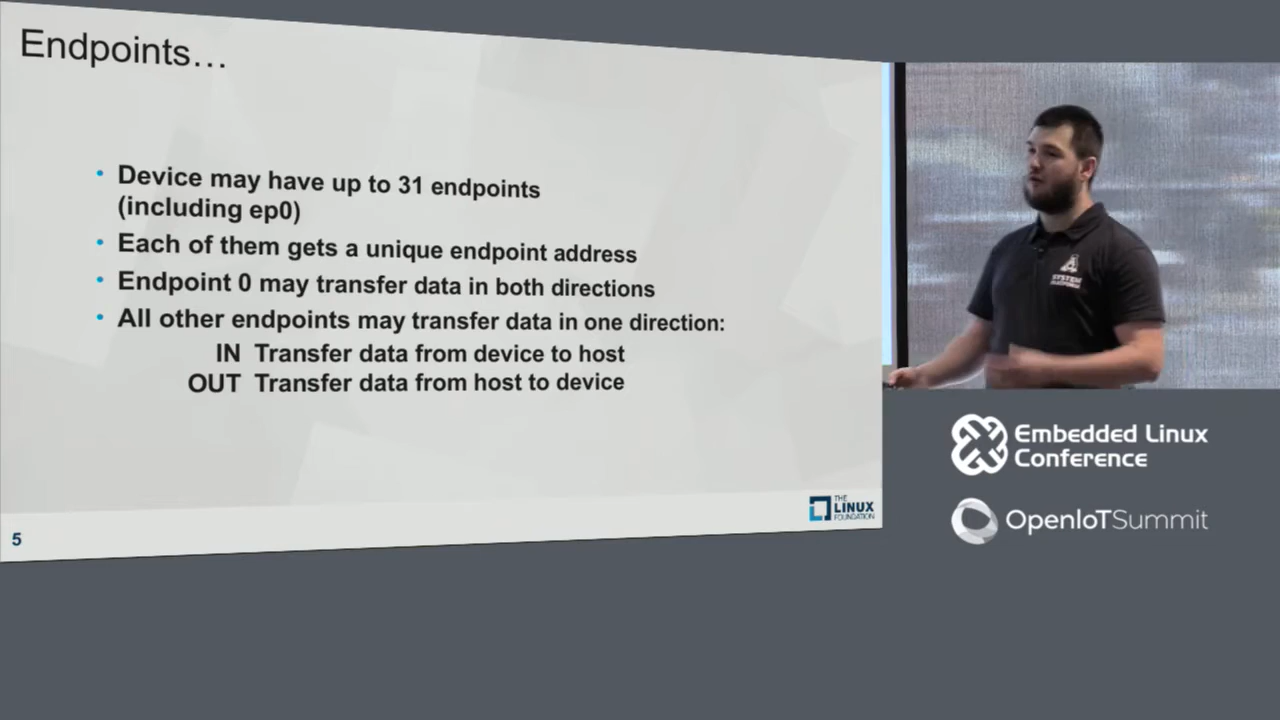 Endpoints…
• Device may have up to 31 endpoints
(including ep0)
• Each of them gets a unique endpoint address
• Endpoint 0 may transfer data in both directions
• All other endpoints may transfer data in one direction:
IN Transfer data from device to host
OUT Transfer data from host to device
THE
LINUX
FOUNDATION
5
SYSTEM
Embedded Linux
Conference
OpenIoTSummit